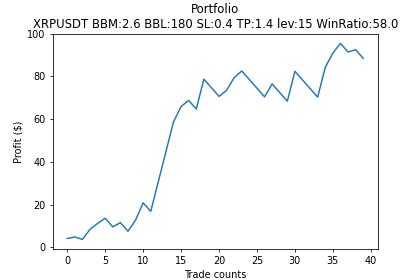 Portfolio
XRPUSDT BBM:2.6 BBL:180 SL:0.4 TP:1.4 lev:15 WinRatio:58.0
100
80
60
40
20
0
Profit ($)
0 5 10 15 20 25 30 35 40
Trade counts